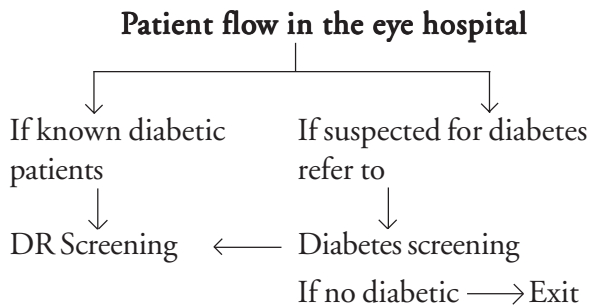 Patient flow in the eye hospital
If known diabetic
patients
If suspected for diabetes
refer to
DR Screening
Diabetes screening
If no diabetic
Exit